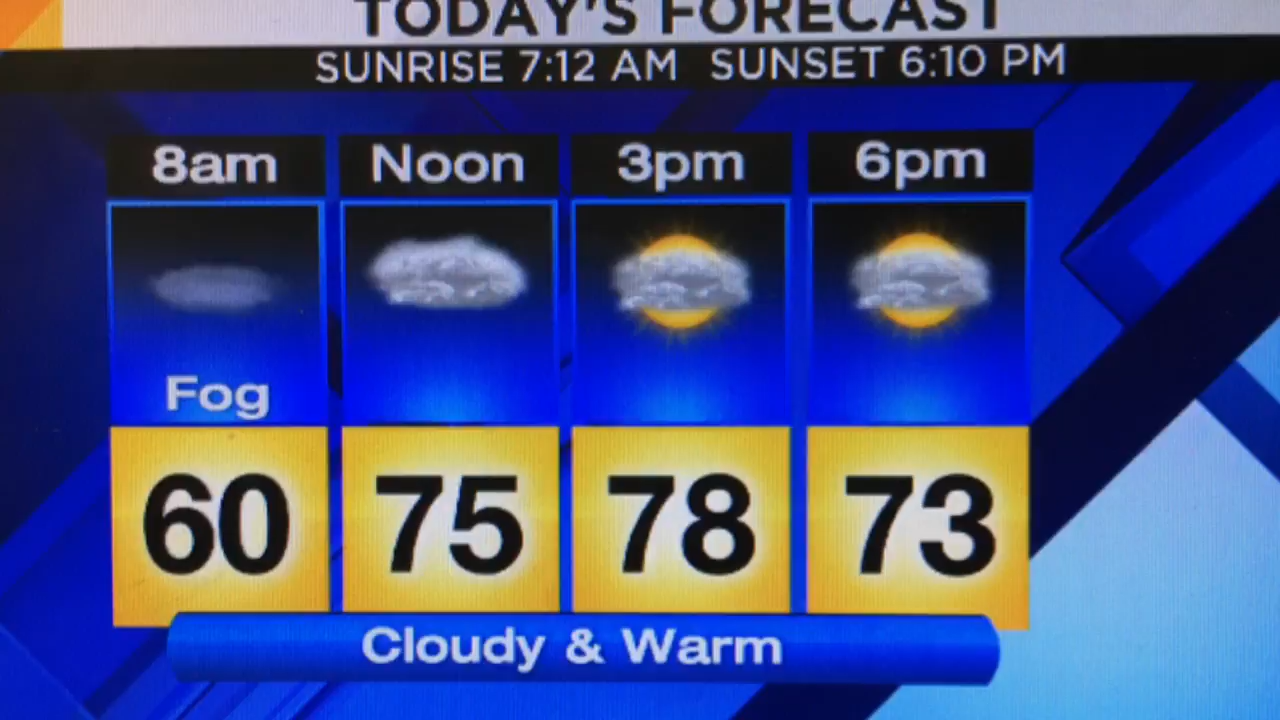 TODAY'S FORECAST
SUNRISE 7:12 AM SUNSET 6:10 PM
8am Noon 3pm 6pm
Fog
60 75 78 73
Cloudy & Warm